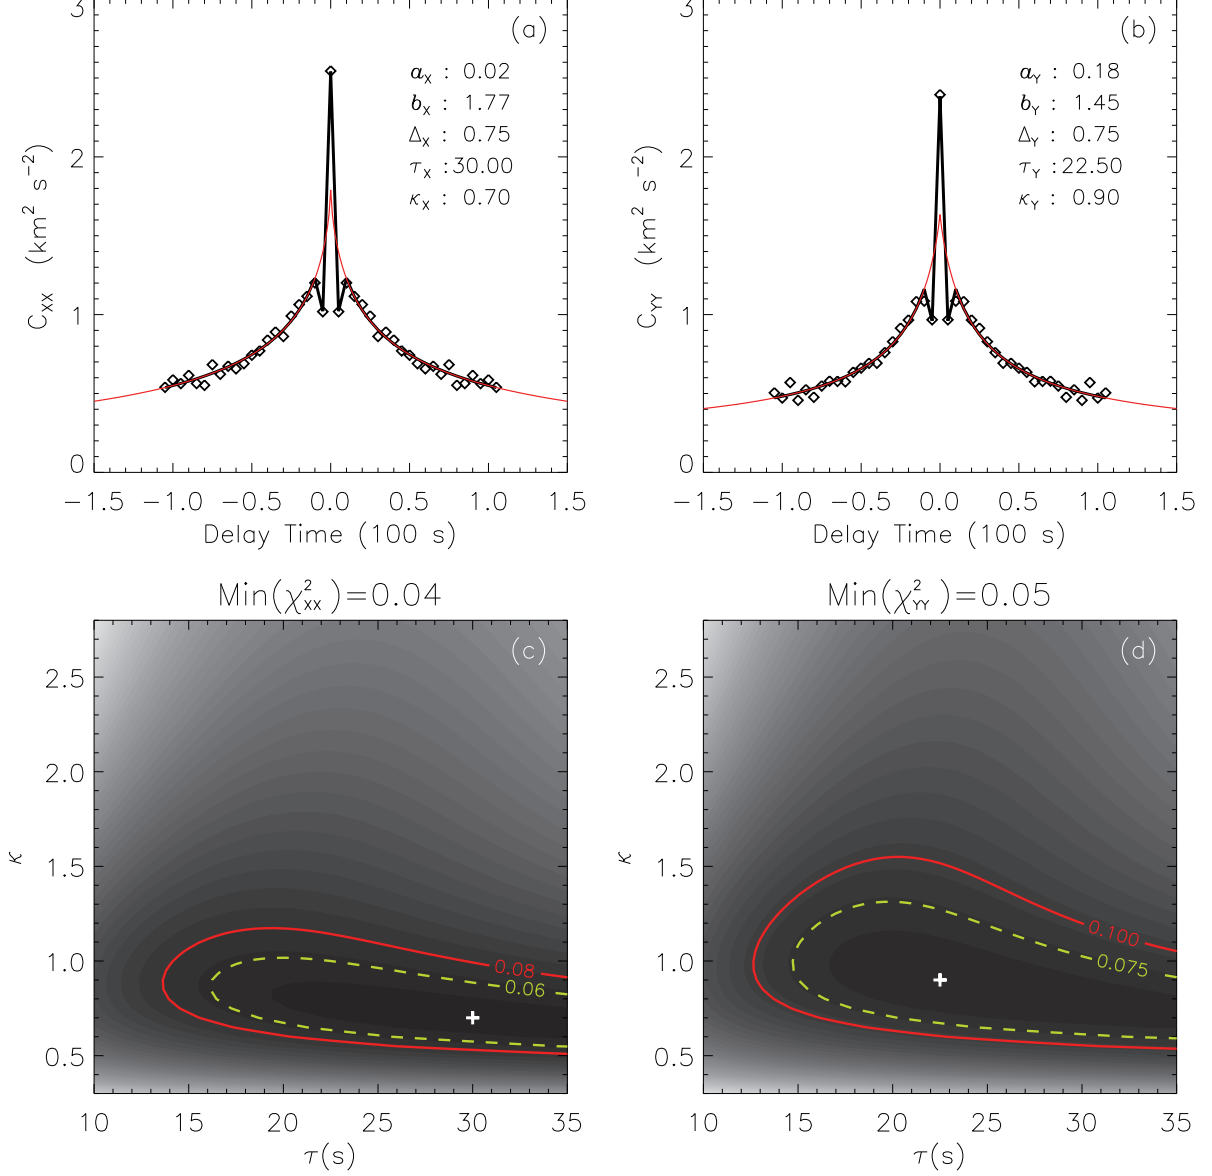 (a)
a_X : 0.02
b_X : 1.77
Δ_X : 0.75
τ_X :30.00
κ_X : 0.70
3
2
1
0
C_XX (km² s⁻²)
−1.5 −1.0 −0.5 0.0 0.5 1.0 1.5
Delay Time (100 s)
(b)
a_Y : 0.18
b_Y : 1.45
Δ_Y : 0.75
τ_Y :22.50
κ_Y : 0.90
3
2
1
0
C_YY (km² s⁻²)
−1.5 −1.0 −0.5 0.0 0.5 1.0 1.5
Delay Time (100 s)
Min(χ²_XX)=0.04
(c)
2.5
2.0
1.5
1.0
0.5
κ
0.08
0.06
10 15 20 25 30 35
τ(s)
Min(χ²_YY)=0.05
(d)
2.5
2.0
1.5
1.0
0.5
κ
0.100
0.075
10 15 20 25 30 35
τ(s)